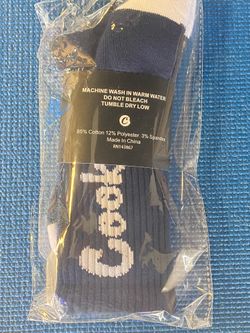 MACHINE WASH IN WARM WATER
DO NOT BLEACH
TUMBLE DRY LOW
C
85% Cotton 12% Polyester 3% Spandex
Made in China
Cook